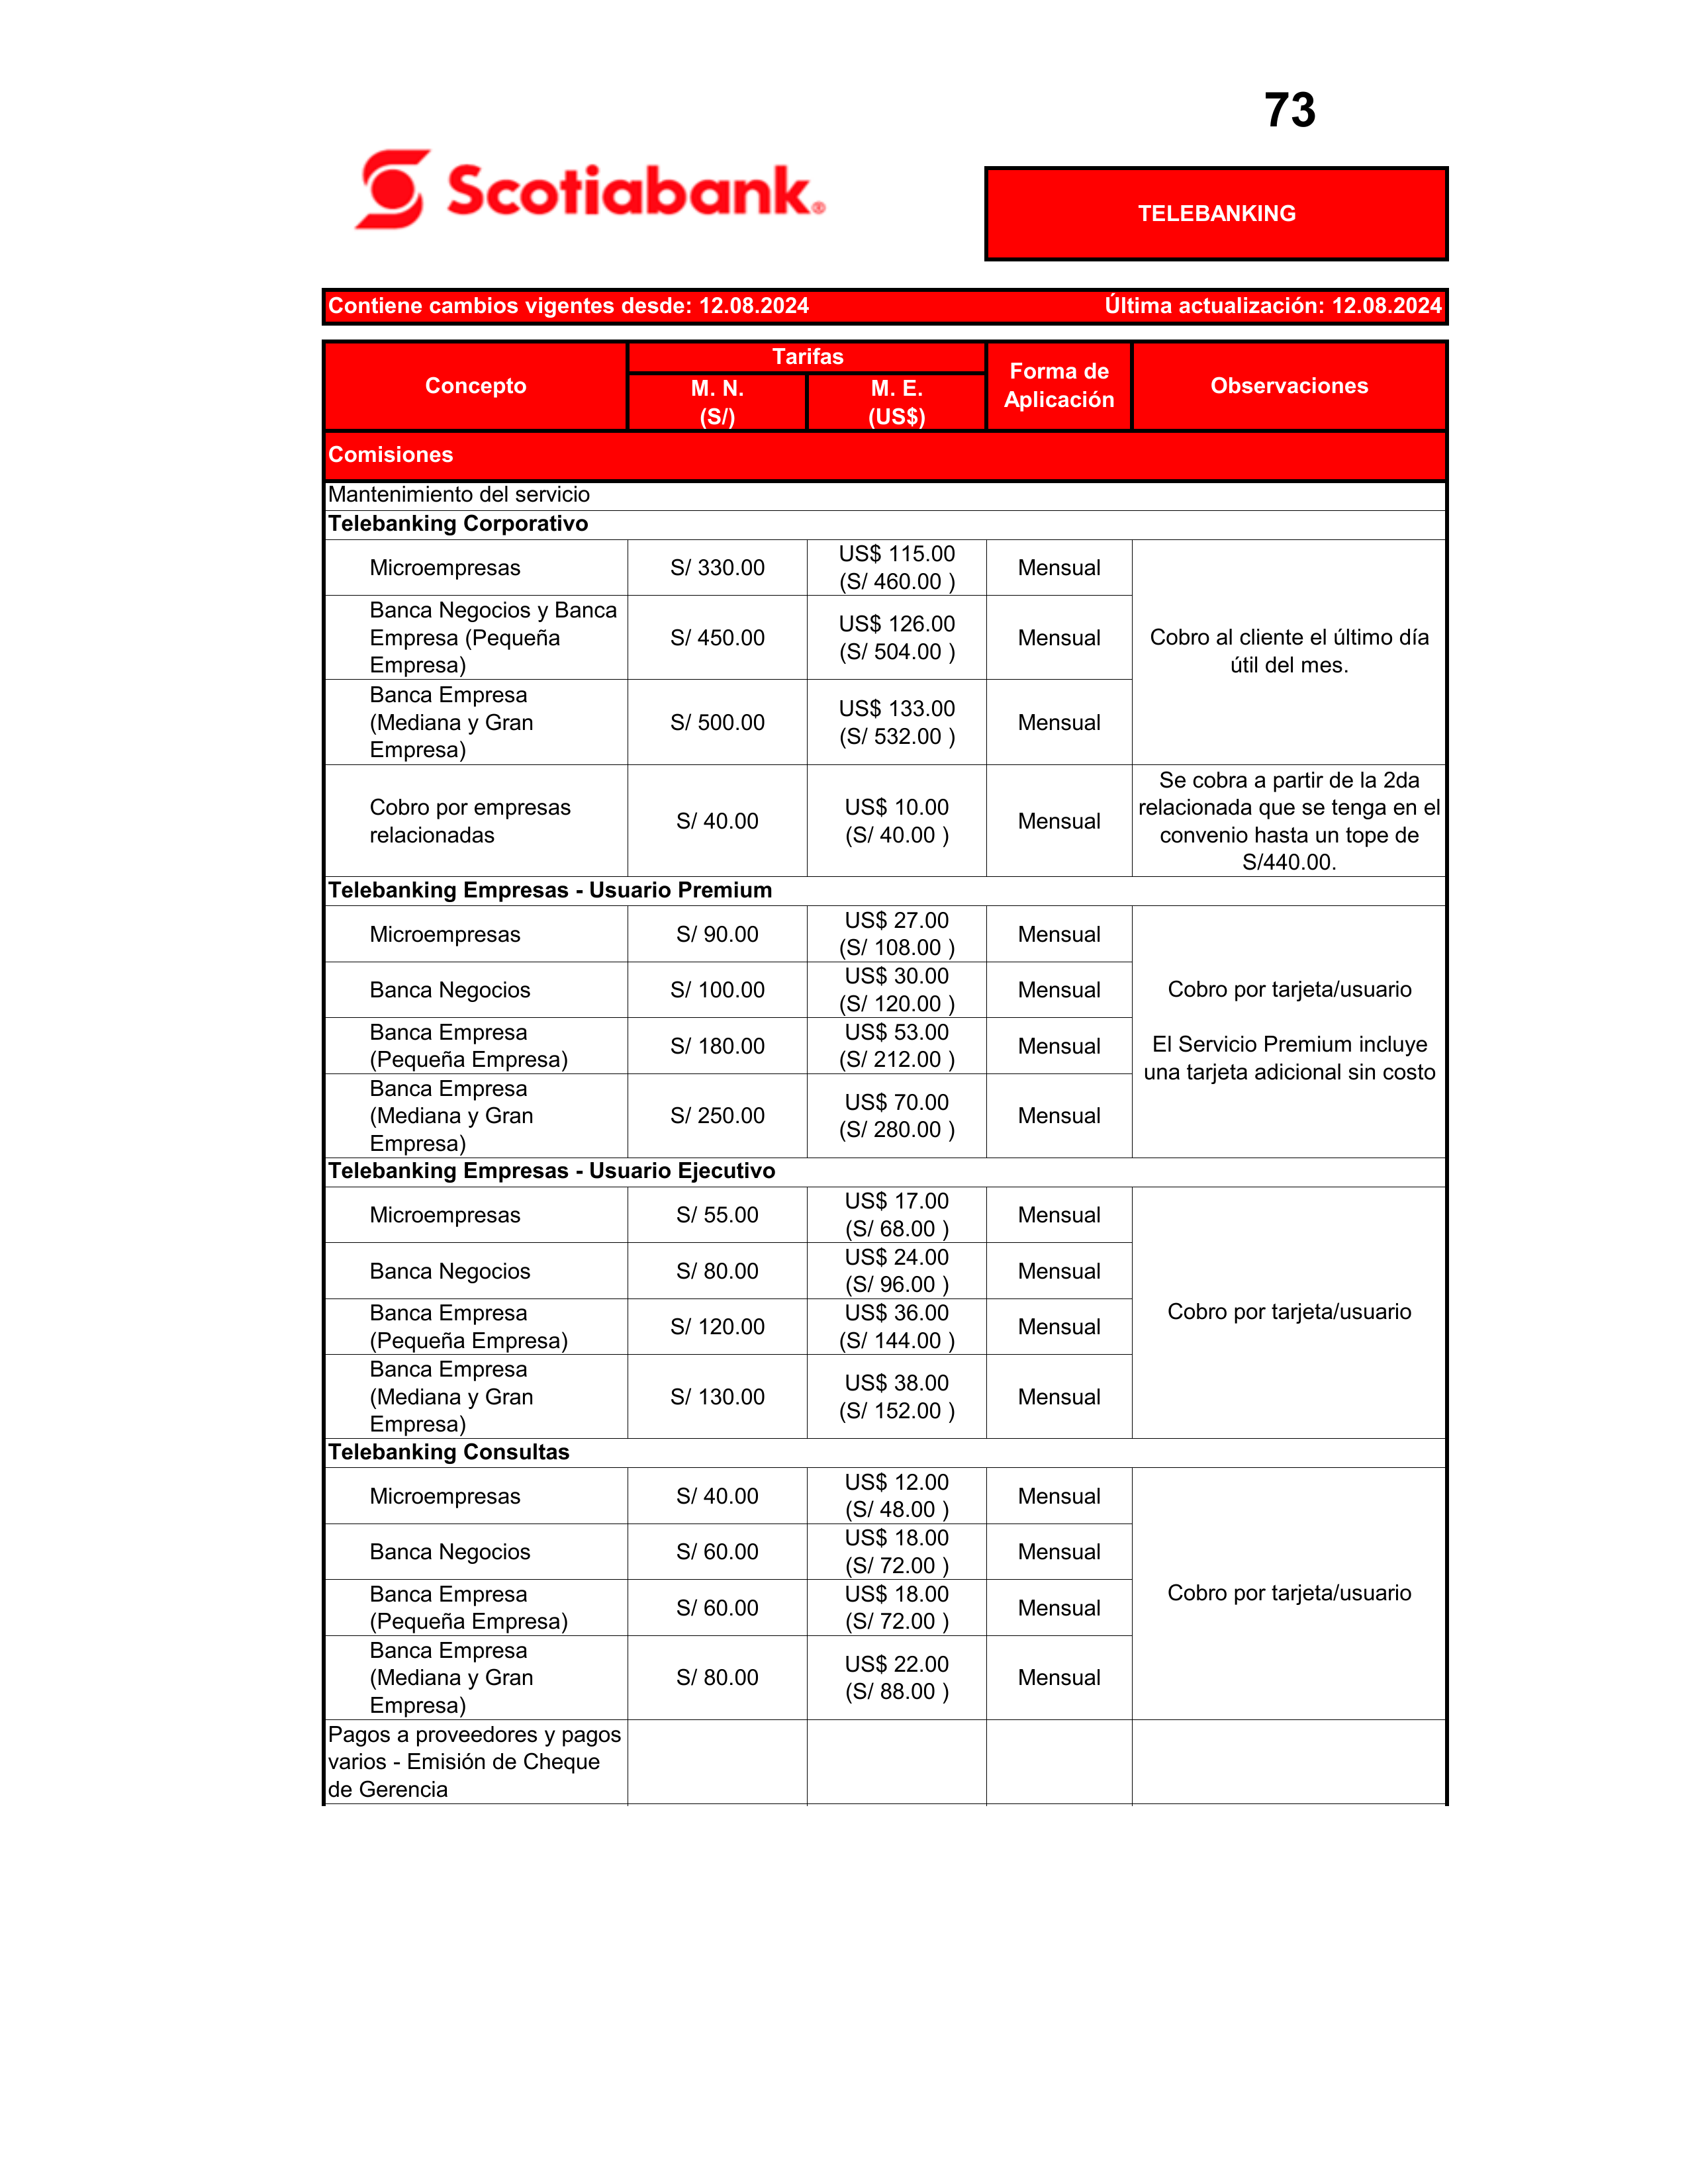 73
Scotiabank®
TELEBANKING
Contiene cambios vigentes desde: 12.08.2024 Última actualización: 12.08.2024
Concepto
Tarifas
M. N.
(S/)
M. E.
(US$)
Forma de
Aplicación
Observaciones
Comisiones
Mantenimiento del servicio
Telebanking Corporativo
Microempresas
S/ 330.00
US$ 115.00
(S/ 460.00 )
Mensual
Banca Negocios y Banca
Empresa (Pequeña
Empresa)
S/ 450.00
US$ 126.00
(S/ 504.00 )
Mensual
Cobro al cliente el último día
útil del mes.
Banca Empresa
(Mediana y Gran
Empresa)
S/ 500.00
US$ 133.00
(S/ 532.00 )
Mensual
Cobro por empresas
relacionadas
S/ 40.00
US$ 10.00
(S/ 40.00 )
Mensual
Se cobra a partir de la 2da
relacionada que se tenga en el
convenio hasta un tope de
S/440.00.
Telebanking Empresas - Usuario Premium
Microempresas
S/ 90.00
US$ 27.00
(S/ 108.00 )
Mensual
Banca Negocios
S/ 100.00
US$ 30.00
(S/ 120.00 )
Mensual
Cobro por tarjeta/usuario
El Servicio Premium incluye
una tarjeta adicional sin costo
Banca Empresa
(Pequeña Empresa)
S/ 180.00
US$ 53.00
(S/ 212.00 )
Mensual
Banca Empresa
(Mediana y Gran
Empresa)
S/ 250.00
US$ 70.00
(S/ 280.00 )
Mensual
Telebanking Empresas - Usuario Ejecutivo
Microempresas
S/ 55.00
US$ 17.00
(S/ 68.00 )
Mensual
Banca Negocios
S/ 80.00
US$ 24.00
(S/ 96.00 )
Mensual
Cobro por tarjeta/usuario
Banca Empresa
(Pequeña Empresa)
S/ 120.00
US$ 36.00
(S/ 144.00 )
Mensual
Banca Empresa
(Mediana y Gran
Empresa)
S/ 130.00
US$ 38.00
(S/ 152.00 )
Mensual
Telebanking Consultas
Microempresas
S/ 40.00
US$ 12.00
(S/ 48.00 )
Mensual
Banca Negocios
S/ 60.00
US$ 18.00
(S/ 72.00 )
Mensual
Cobro por tarjeta/usuario
Banca Empresa
(Pequeña Empresa)
S/ 60.00
US$ 18.00
(S/ 72.00 )
Mensual
Banca Empresa
(Mediana y Gran
Empresa)
S/ 80.00
US$ 22.00
(S/ 88.00 )
Mensual
Pagos a proveedores y pagos
varios - Emisión de Cheque
de Gerencia